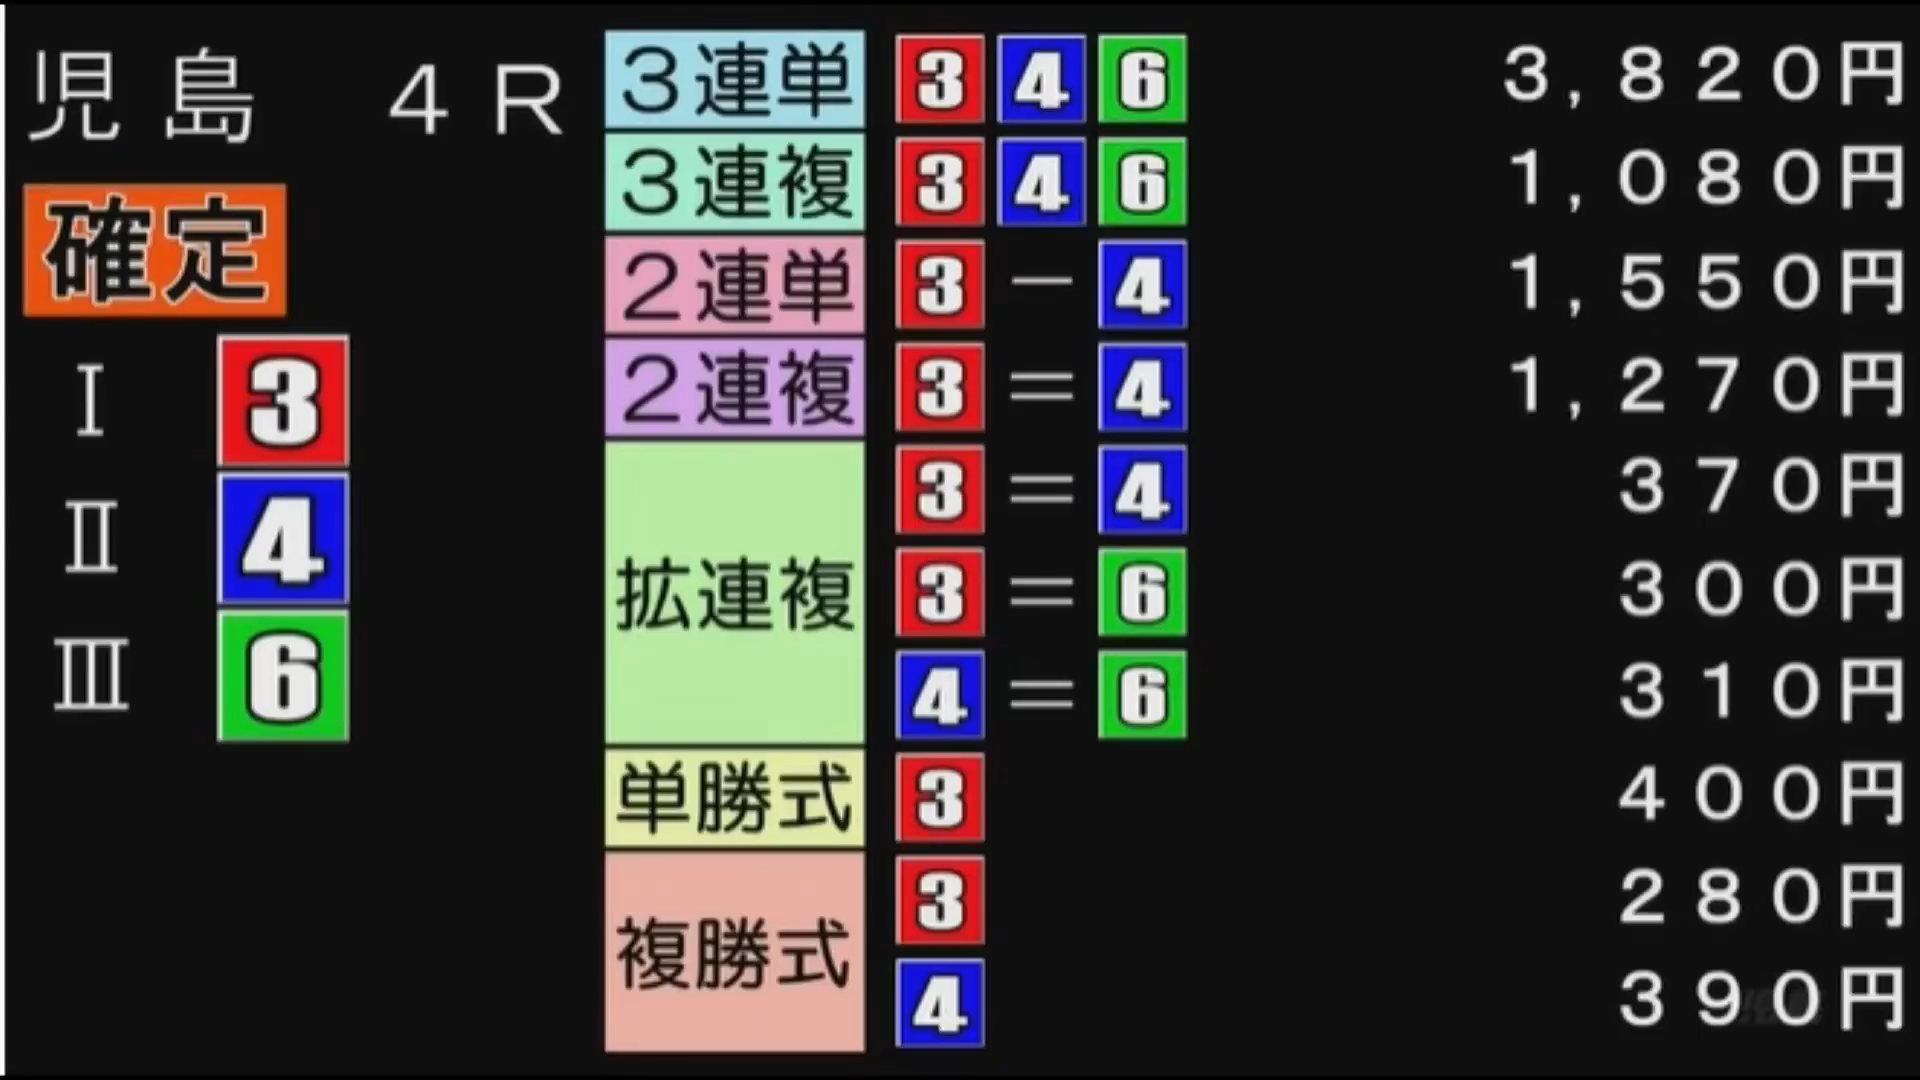 児島 4R
確定
Ⅰ 3
Ⅱ 4
Ⅲ 6
3連単 3 4 6 3,820円
3連複 3 4 6 1,080円
2連単 3 － 4 1,550円
2連複 3 ＝ 4 1,270円
拡連複 3 ＝ 4 370円
3 ＝ 6 300円
4 ＝ 6 310円
単勝式 3 400円
複勝式 3 280円
4 390円